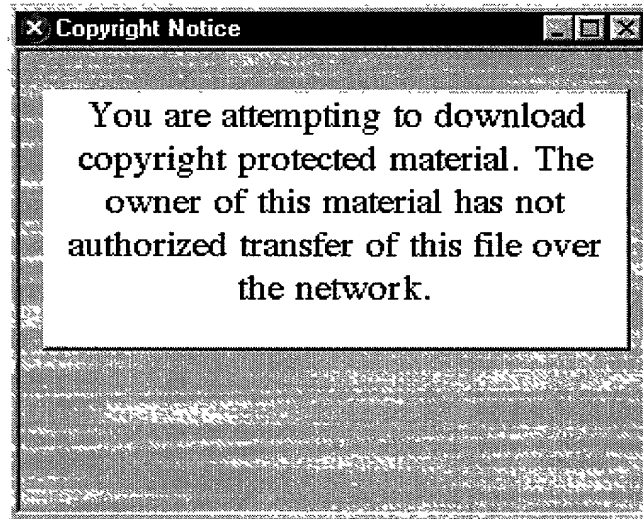 Copyright Notice
You are attempting to download
copyright protected material. The
owner of this material has not
authorized transfer of this file over
the network.